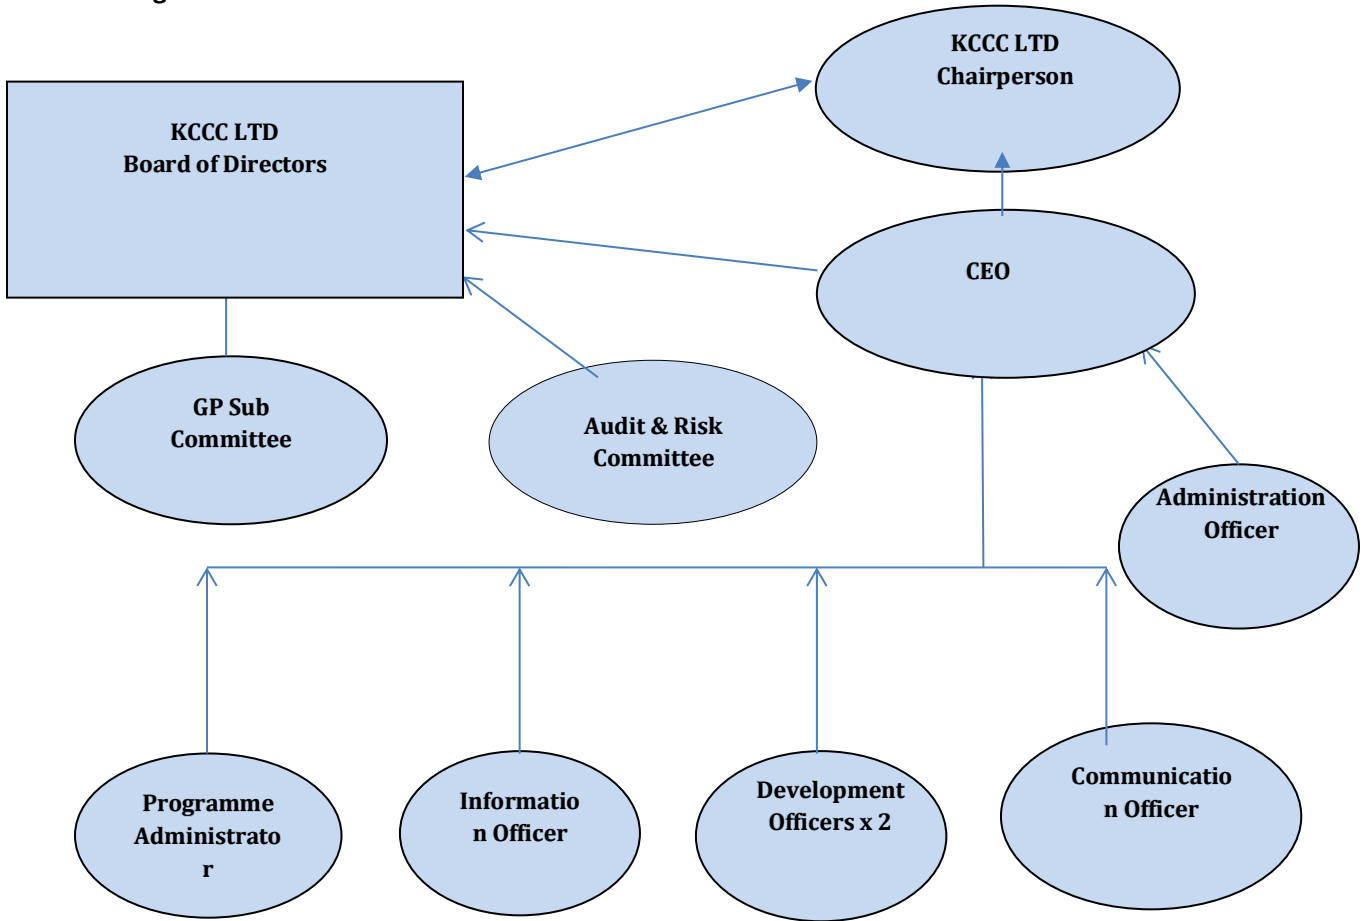 KCCC LTD
Chairperson
KCCC LTD
Board of Directors
CEO
GP Sub
Committee
Audit & Risk
Committee
Administration
Officer
Programme
Administrato
r
Informatio
n Officer
Development
Officers x 2
Communicatio
n Officer